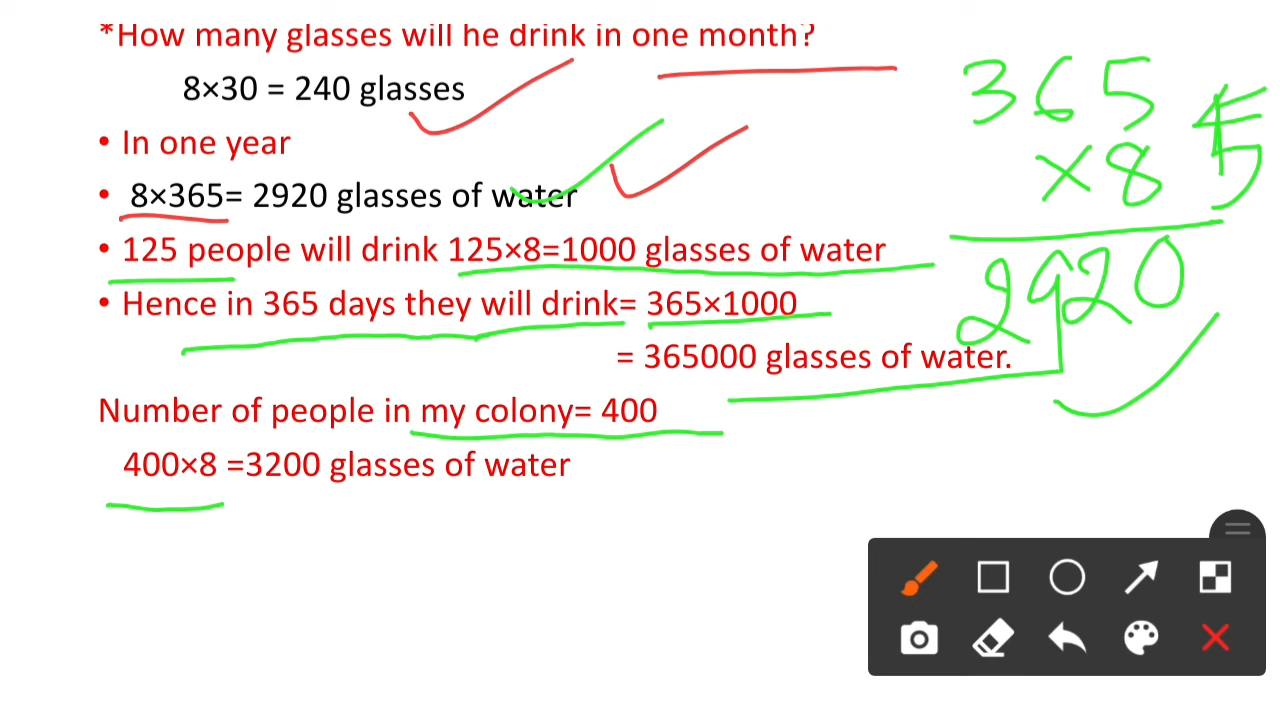 *How many glasses will he drink in one month?
8×30 = 240 glasses
• In one year
• 8×365= 2920 glasses of water
• 125 people will drink 125×8=1000 glasses of water
• Hence in 365 days they will drink= 365×1000
= 365000 glasses of water.
Number of people in my colony= 400
400×8 =3200 glasses of water
365
×8
2920